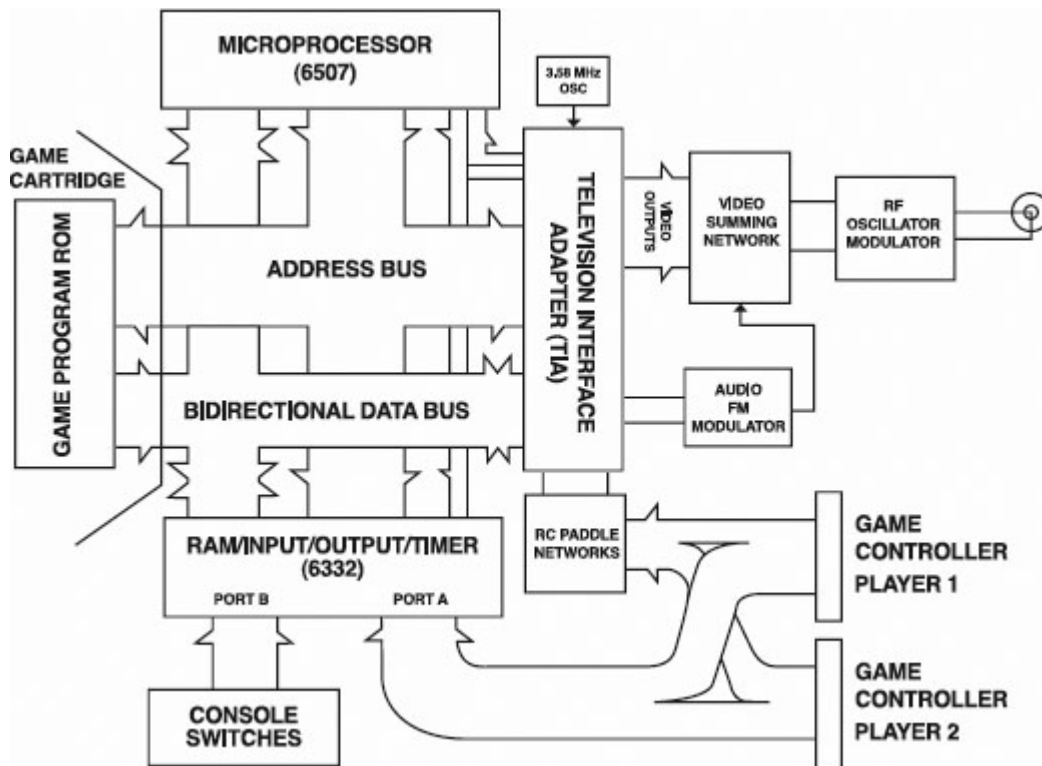 MICROPROCESSOR
(6507)
3.58 MHz
OSC
GAME
CARTRIDGE
GAME PROGRAM ROM
ADDRESS BUS
BIDIRECTIONAL DATA BUS
TELEVISION INTERFACE
ADAPTER (TIA)
VIDEO
OUTPUTS
VIDEO
SUMMING
NETWORK
RF
OSCILLATOR
MODULATOR
AUDIO
FM
MODULATOR
RAM/INPUT/OUTPUT/TIMER
(6332)
PORT B
PORT A
RC PADDLE
NETWORKS
GAME
CONTROLLER
PLAYER 1
GAME
CONTROLLER
PLAYER 2
CONSOLE
SWITCHES